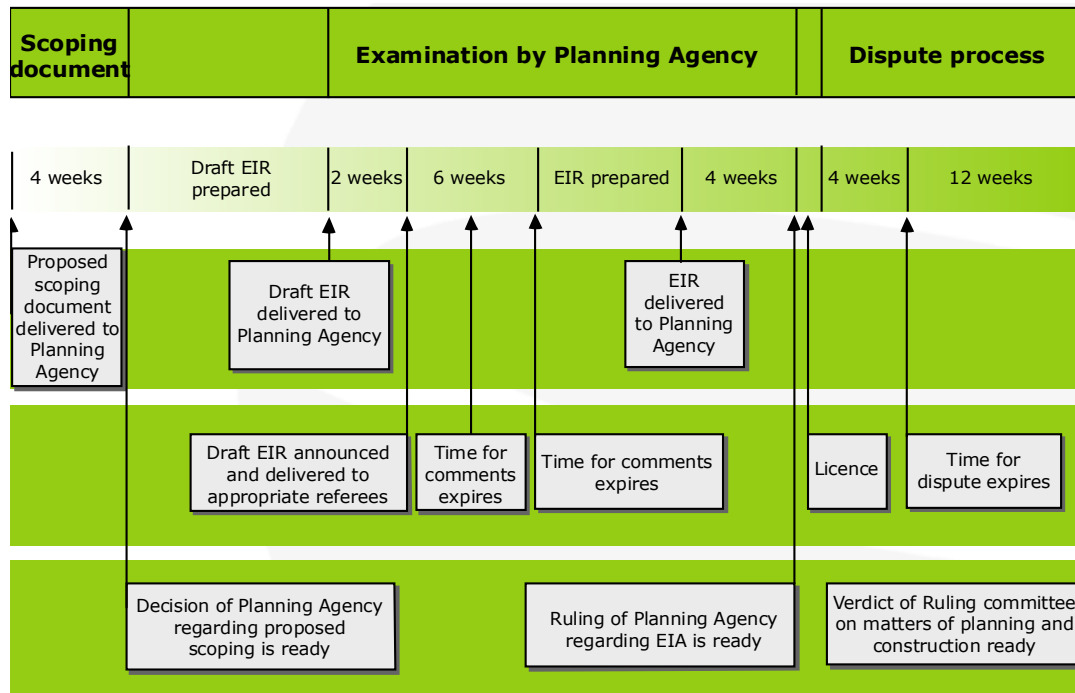 Scoping
document
Examination by Planning Agency
Dispute process
4 weeks
Draft EIR
prepared
2 weeks
6 weeks
EIR prepared
4 weeks
4 weeks
12 weeks
Proposed
scoping
document
delivered to
Planning
Agency
Draft EIR
delivered to
Planning Agency
EIR
delivered
to Planning
Agency
Draft EIR announced
and delivered to
appropriate referees
Time for
comments
expires
Time for comments
expires
Licence
Time for
dispute expires
Decision of Planning Agency
regarding proposed
scoping is ready
Ruling of Planning Agency
regarding EIA is ready
Verdict of Ruling committee
on matters of planning and
construction ready